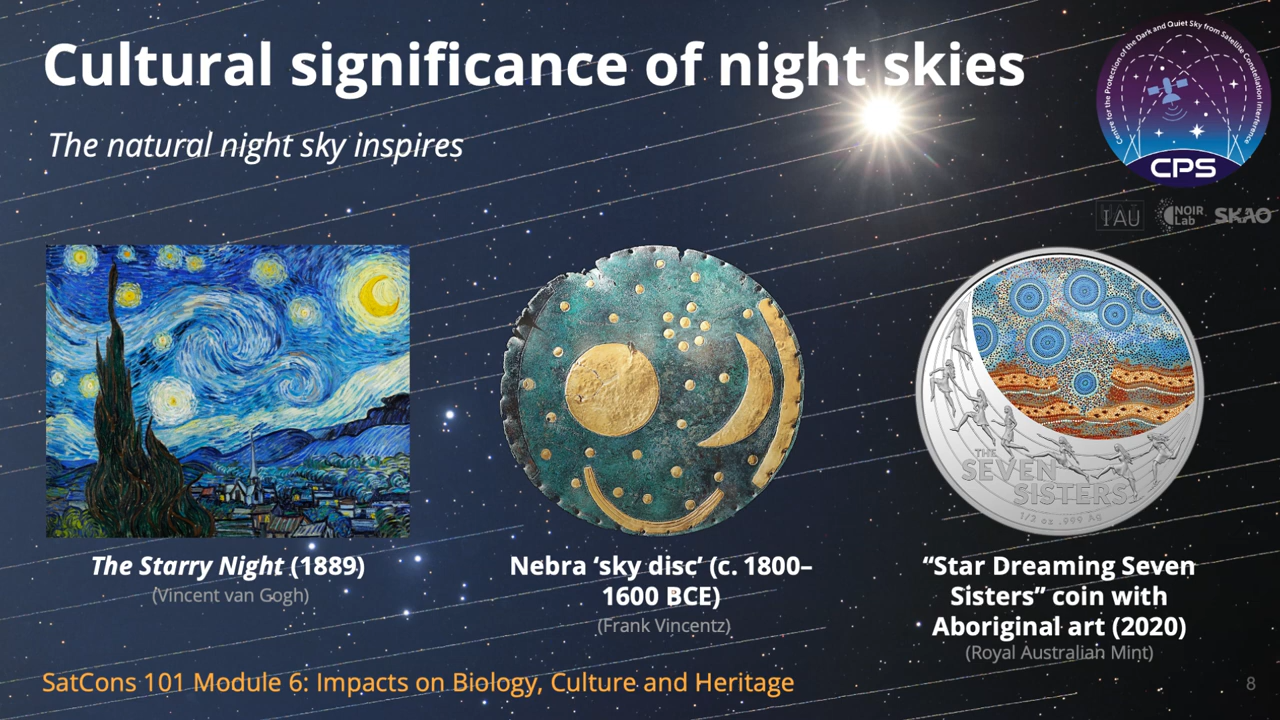 Cultural significance of night skies
The natural night sky inspires
Centre for the Protection of the Dark and Quiet Sky from Satellite Constellation Interference
CPS
IAU
NOIR
Lab
SKAO
THE
SEVEN
SISTERS
1/2 oz .999 Ag
The Starry Night (1889)
(Vincent van Gogh)
Nebra ‘sky disc’ (c. 1800–
1600 BCE)
(Frank Vincentz)
“Star Dreaming Seven
Sisters” coin with
Aboriginal art (2020)
(Royal Australian Mint)
SatCons 101 Module 6: Impacts on Biology, Culture and Heritage
8